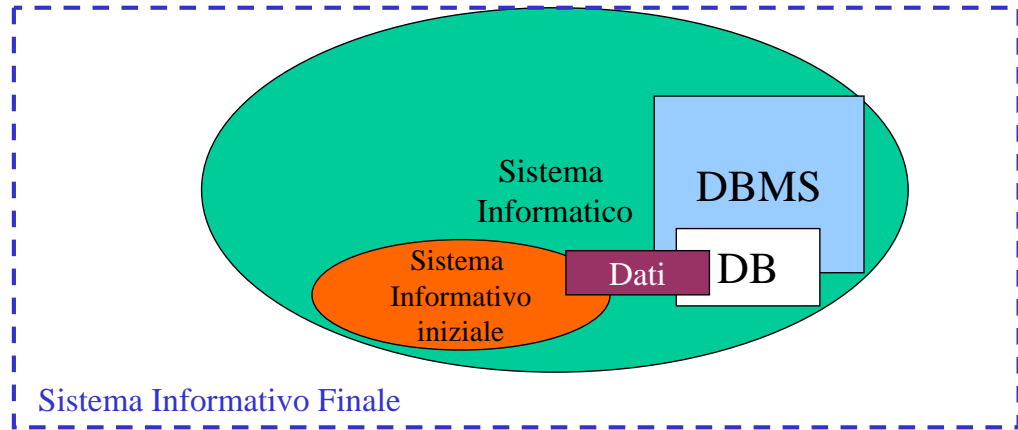 Sistema
Informatico
DBMS
Sistema
Informativo
iniziale
Dati
DB
Sistema Informativo Finale